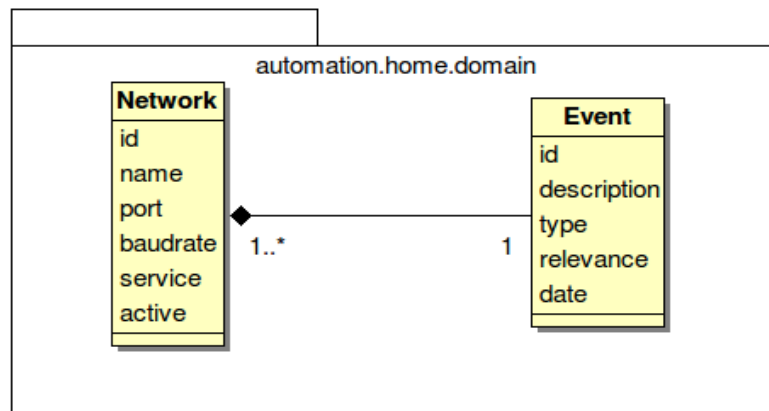 automation.home.domain
Network
id
name
port
baudrate
service
active
1..*
1
Event
id
description
type
relevance
date